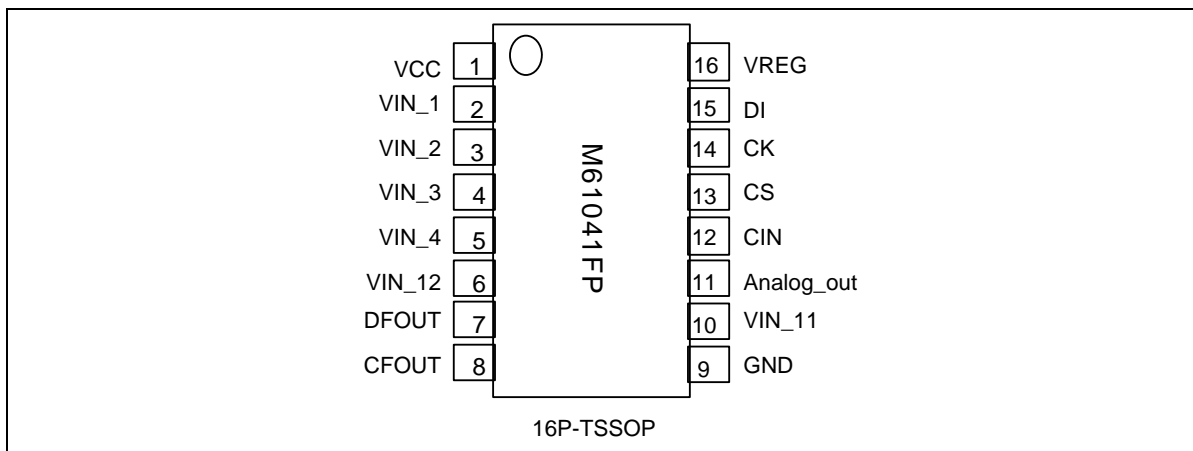 VCC 1 16 VREG
VIN_1 2 15 DI
VIN_2 3 14 CK
VIN_3 4 13 CS
VIN_4 5 12 CIN
VIN_12 6 11 Analog_out
DFOUT 7 10 VIN_11
CFOUT 8 9 GND
M61041FP
16P-TSSOP